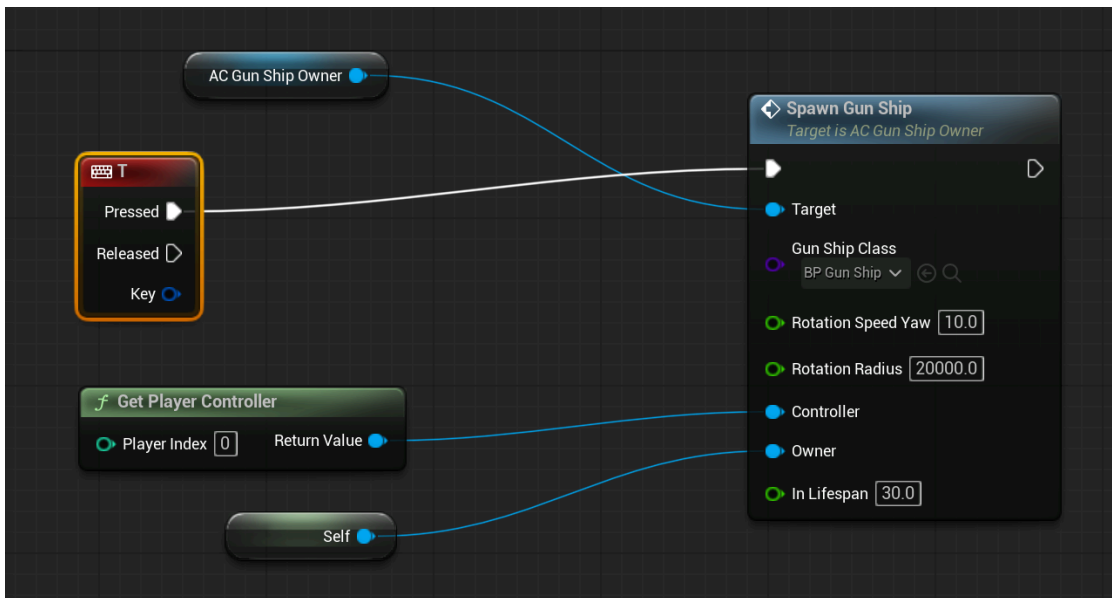 AC Gun Ship Owner
T
Pressed
Released
Key
f Get Player Controller
Player Index 0 Return Value
Self
Spawn Gun Ship
Target is AC Gun Ship Owner
Target
Gun Ship Class
BP Gun Ship
Rotation Speed Yaw 10.0
Rotation Radius 20000.0
Controller
Owner
In Lifespan 30.0